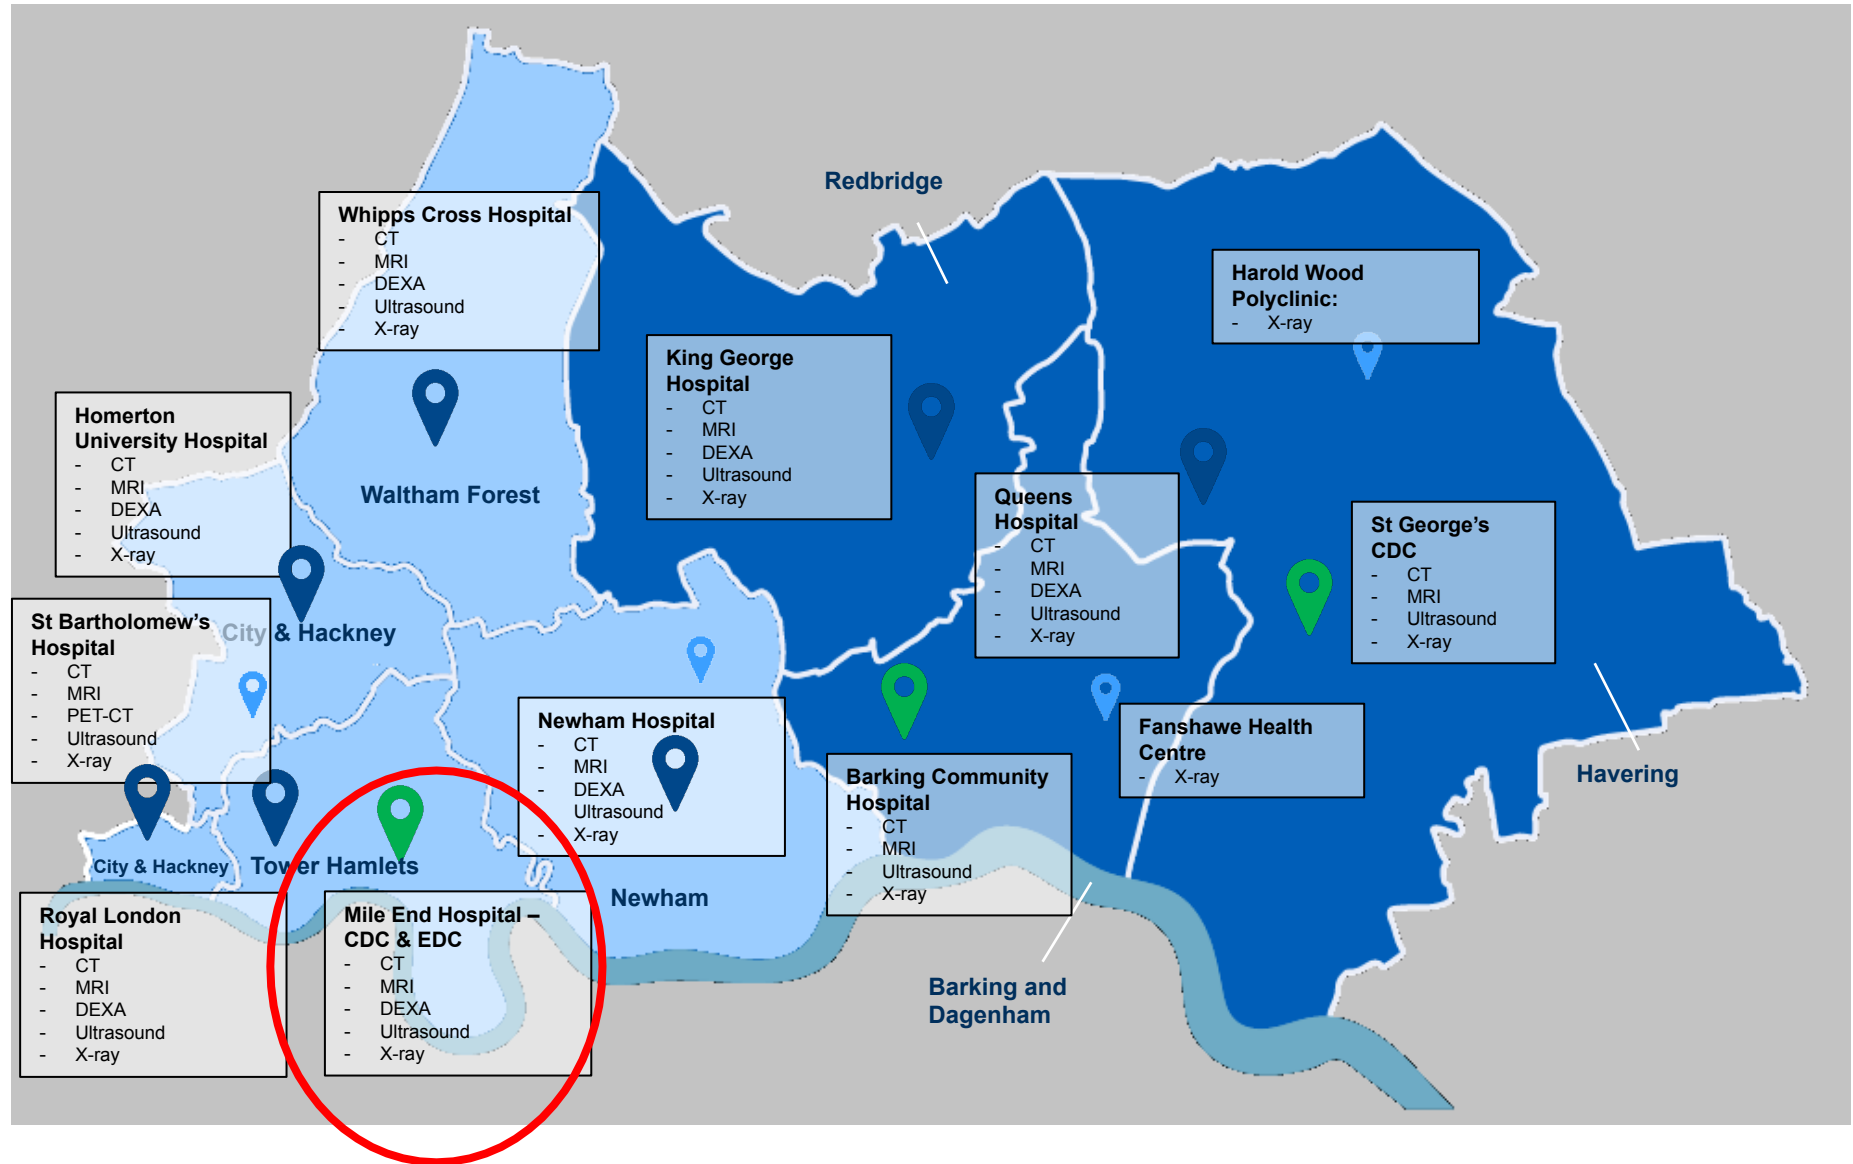 Redbridge
Whipps Cross Hospital
- CT
- MRI
- DEXA
- Ultrasound
- X-ray
Harold Wood
Polyclinic:
- X-ray
King George
Hospital
- CT
- MRI
- DEXA
- Ultrasound
- X-ray
Homerton
University Hospital
- CT
- MRI
- DEXA
- Ultrasound
- X-ray
Waltham Forest
Queens
Hospital
- CT
- MRI
- DEXA
- Ultrasound
- X-ray
St George’s
CDC
- CT
- MRI
- Ultrasound
- X-ray
St Bartholomew’s
Hospital
- CT
- MRI
- PET-CT
- Ultrasound
- X-ray
City & Hackney
Newham Hospital
- CT
- MRI
- DEXA
Ultrasound
- X-ray
Fanshawe Health
Centre
- X-ray
Havering
Barking Community
Hospital
- CT
- MRI
- Ultrasound
- X-ray
City & Hackney
Tower Hamlets
Newham
Royal London
Hospital
- CT
- MRI
- DEXA
- Ultrasound
- X-ray
Mile End Hospital –
CDC & EDC
- CT
- MRI
- DEXA
- Ultrasound
- X-ray
Barking and
Dagenham